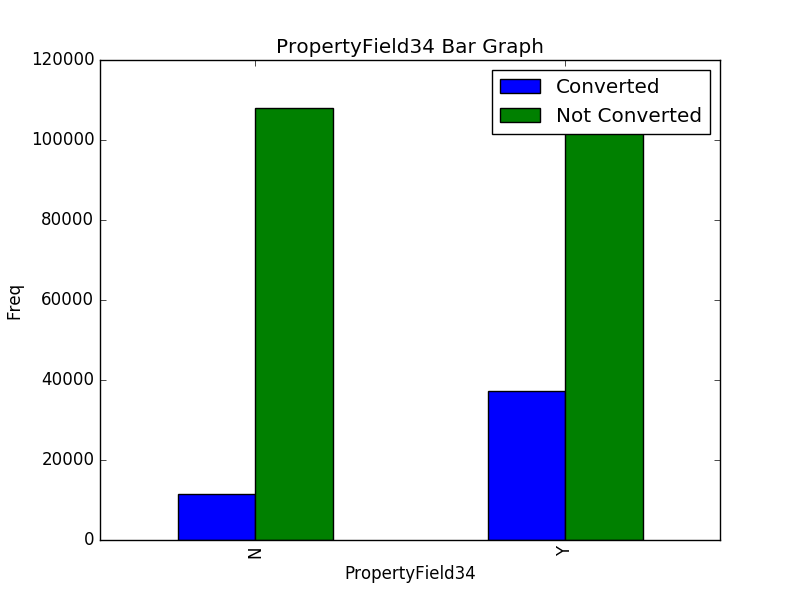 PropertyField34 Bar Graph
Converted
Not Converted
120000
100000
80000
60000
40000
20000
0
Freq
N
Y
PropertyField34